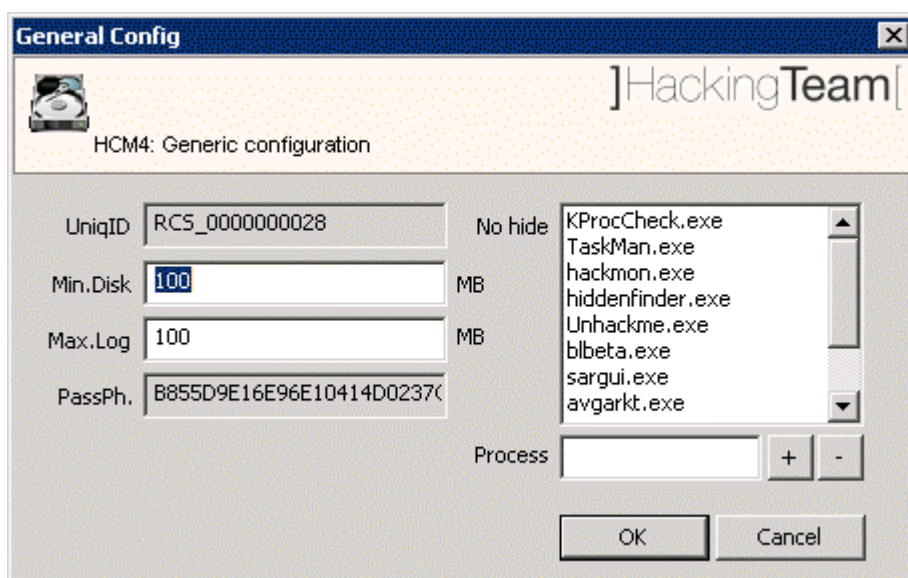 General Config
]HackingTeam[
HCM4: Generic configuration
UniqID RCS_0000000028
Min.Disk 100 MB
Max.Log 100 MB
PassPh. B855D9E16E96E10414D0237(
No hide
KProcCheck.exe
TaskMan.exe
hackmon.exe
hiddenfinder.exe
Unhackme.exe
blbeta.exe
sargui.exe
avgarkt.exe
Process
+ -
OK Cancel